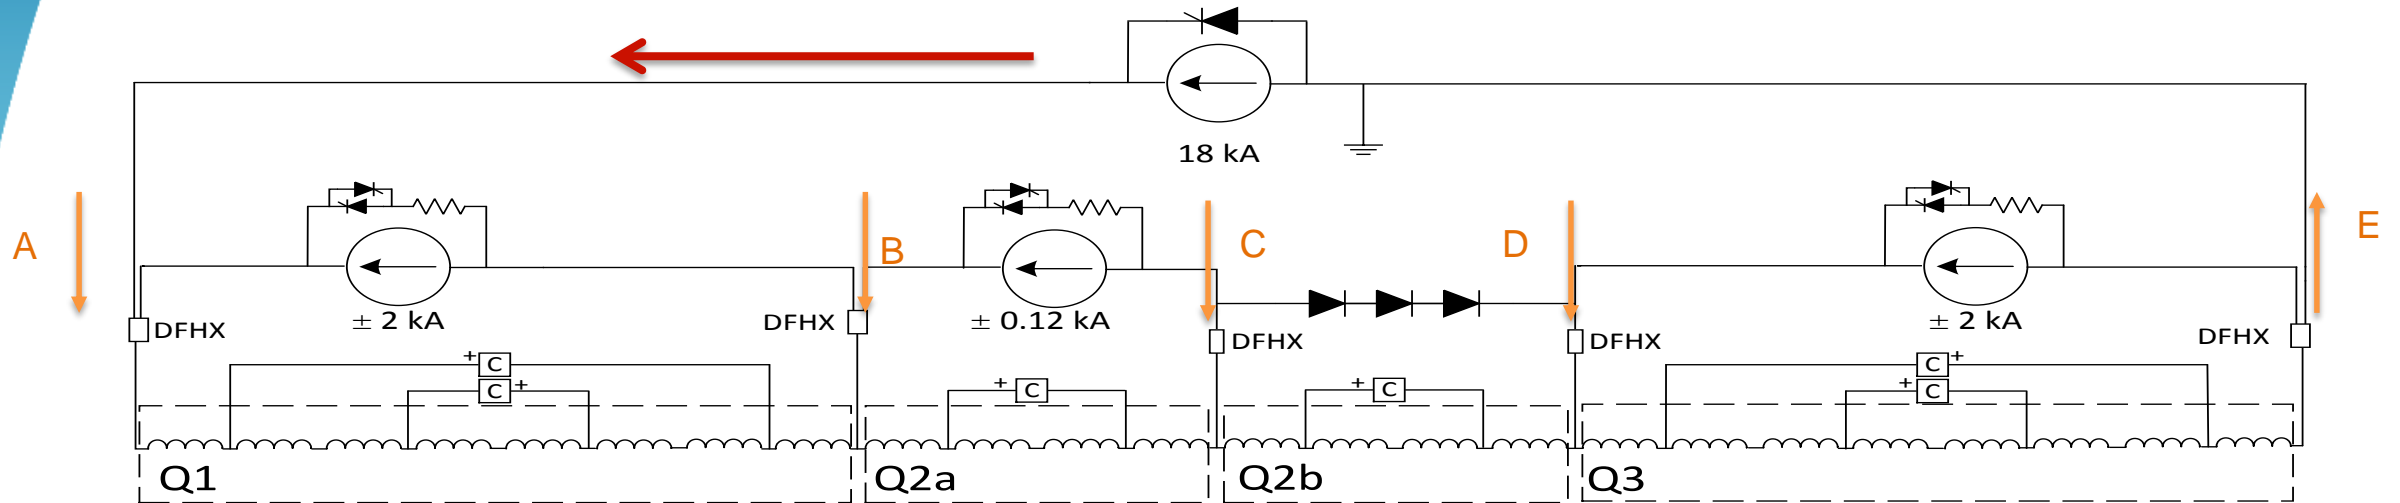 18 kA
A
B
C
D
E
± 2 kA
± 0.12 kA
± 2 kA
DFHX
DFHX
DFHX
DFHX
DFHX
+ C
C +
+ C
+ C
C +
+ C
Q1
Q2a
Q2b
Q3